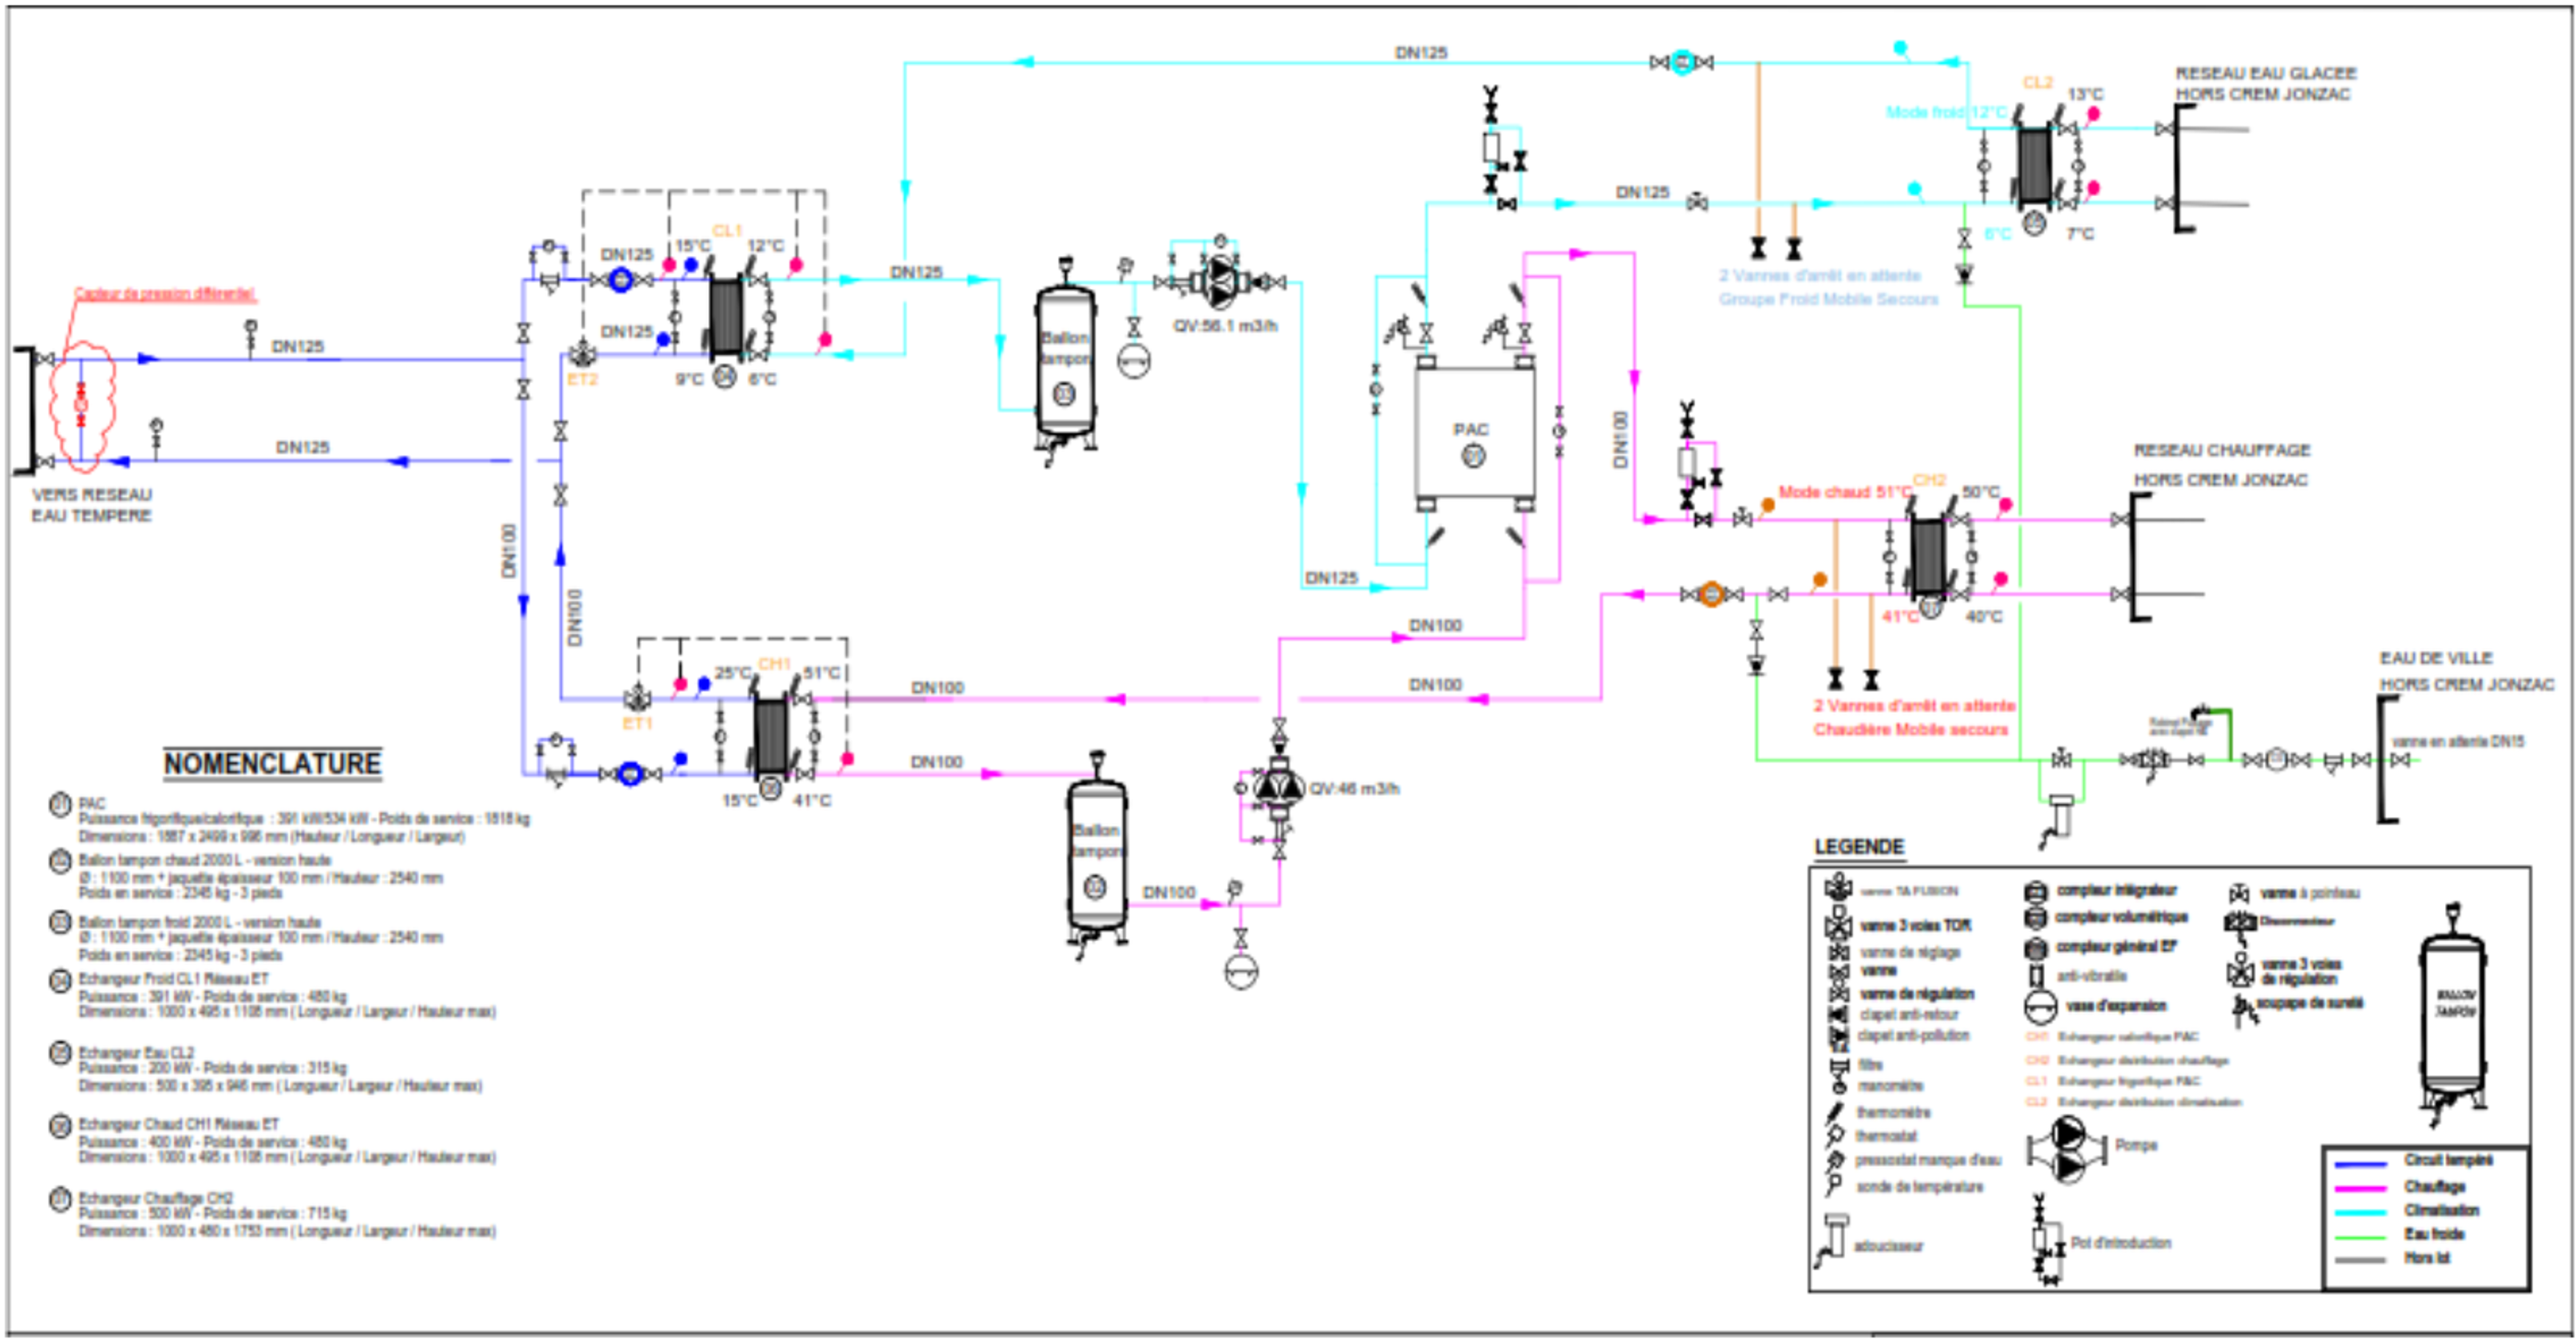 DN125
RESEAU EAU GLACEE
HORS CREM JONZAC
CL2
13°C
Mode froid 12°C
DN125
6°C
7°C
2 Vannes d'arrêt en attente
Groupe Froid Mobile Secours
CL1
DN125
15°C
12°C
DN125
DN125
ET2
9°C
04
6°C
Capteur de pression différentiel
DN125
DN125
VERS RESEAU
EAU TEMPERE
Ballon
tampon
03
QV:56.1 m3/h
PAC
01
DN125
DN100
RESEAU CHAUFFAGE
HORS CREM JONZAC
Mode chaud 51°C
CH2
50°C
41°C
40°C
2 Vannes d'arrêt en attente
Chaudière Mobile secours
DN100
DN100
DN100
DN100
CH1
25°C
51°C
ET1
DN100
DN100
15°C
41°C
Ballon
tampon
02
DN100
QV:46 m3/h
EAU DE VILLE
HORS CREM JONZAC
vanne en attente DN15
NOMENCLATURE
01 PAC
Puissance frigorifique/calorifique : 391 kW/534 kW - Poids de service : 1818 kg
Dimensions : 1887 x 2499 x 996 mm (Hauteur / Longueur / Largeur)
02 Ballon tampon chaud 2000 L - version haute
Ø : 1100 mm + jaquette épaisseur 100 mm / Hauteur : 2540 mm
Poids en service : 2345 kg - 3 pieds
03 Ballon tampon froid 2000 L - version haute
Ø : 1100 mm + jaquette épaisseur 100 mm / Hauteur : 2540 mm
Poids en service : 2345 kg - 3 pieds
04 Echangeur Froid CL1 Réseau ET
Puissance : 391 kW - Poids de service : 480 kg
Dimensions : 1000 x 495 x 1108 mm ( Longueur / Largeur / Hauteur max)
05 Echangeur Eau CL2
Puissance : 200 kW - Poids de service : 315 kg
Dimensions : 500 x 395 x 946 mm ( Longueur / Largeur / Hauteur max)
06 Echangeur Chaud CH1 Réseau ET
Puissance : 400 kW - Poids de service : 480 kg
Dimensions : 1000 x 495 x 1108 mm ( Longueur / Largeur / Hauteur max)
07 Echangeur Chauffage CH2
Puissance : 500 kW - Poids de service : 715 kg
Dimensions : 1000 x 480 x 1753 mm ( Longueur / Largeur / Hauteur max)
LEGENDE
vanne TA FUSION
vanne 3 voies TOR
vanne de réglage
vanne
vanne de régulation
clapet anti-retour
clapet anti-pollution
filtre
manomètre
thermomètre
thermostat
pressostat manque d'eau
sonde de température
adoucisseur
compteur intégrateur
compteur volumétrique
compteur général EF
anti-vibratile
vase d'expansion
CH1 Echangeur calorifique PAC
CH2 Echangeur distribution chauffage
CL1 Echangeur frigorifique PAC
CL2 Echangeur distribution climatisation
Pompe
Pot d'introduction
vanne à pointeau
Disconnecteur
vanne 3 voies
de régulation
soupape de sureté
BALLON
TAMPON
Circuit tempéré
Chauffage
Climatisation
Eau froide
Hors lot